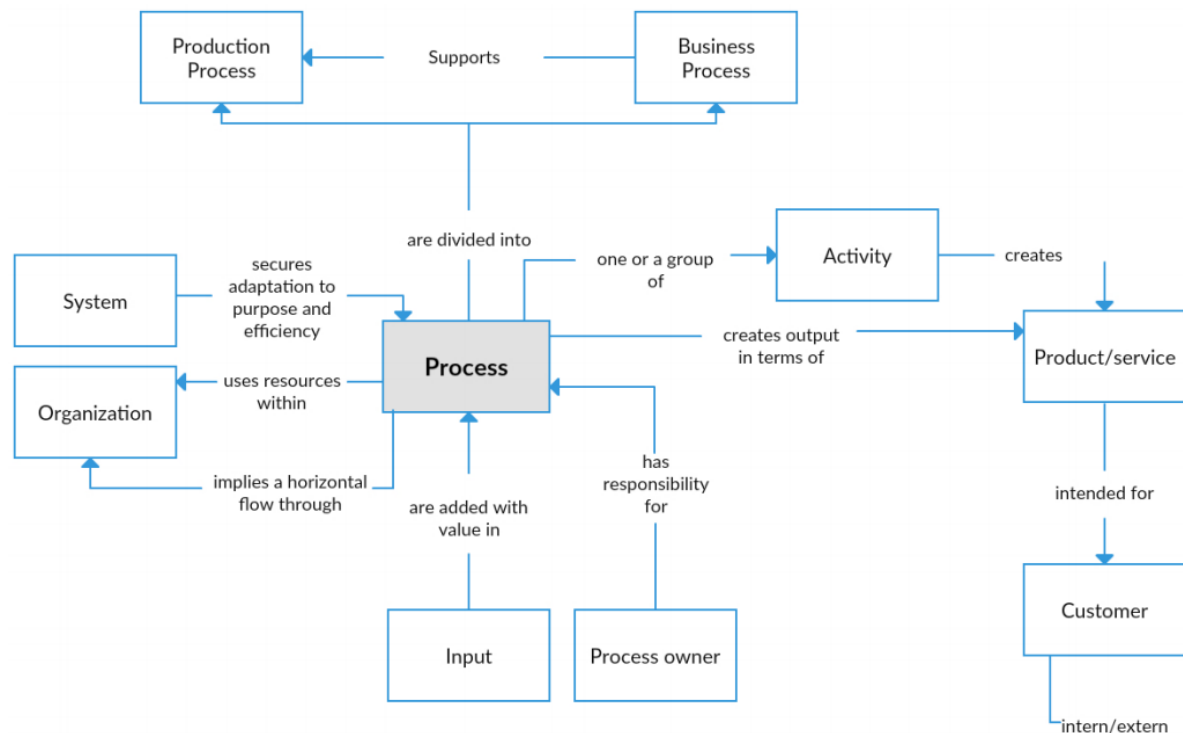 Production
Process
Supports
Business
Process
are divided into
one or a group
of
Activity
creates
System
secures
adaptation to
purpose and
efficiency
Process
creates output
in terms of
Product/service
Organization
uses resources
within
implies a horizontal
flow through
are added with
value in
has
responsibility
for
intended for
Input
Process owner
Customer
intern/extern